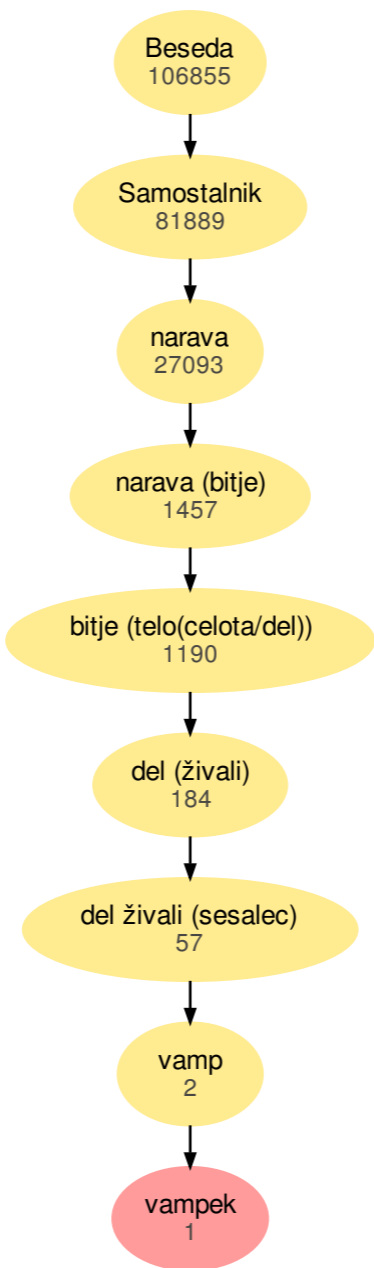 Beseda
106855
Samostalnik
81889
narava
27093
narava (bitje)
1457
bitje (telo(celota/del))
1190
del (živali)
184
del živali (sesalec)
57
vamp
2
vampek
1